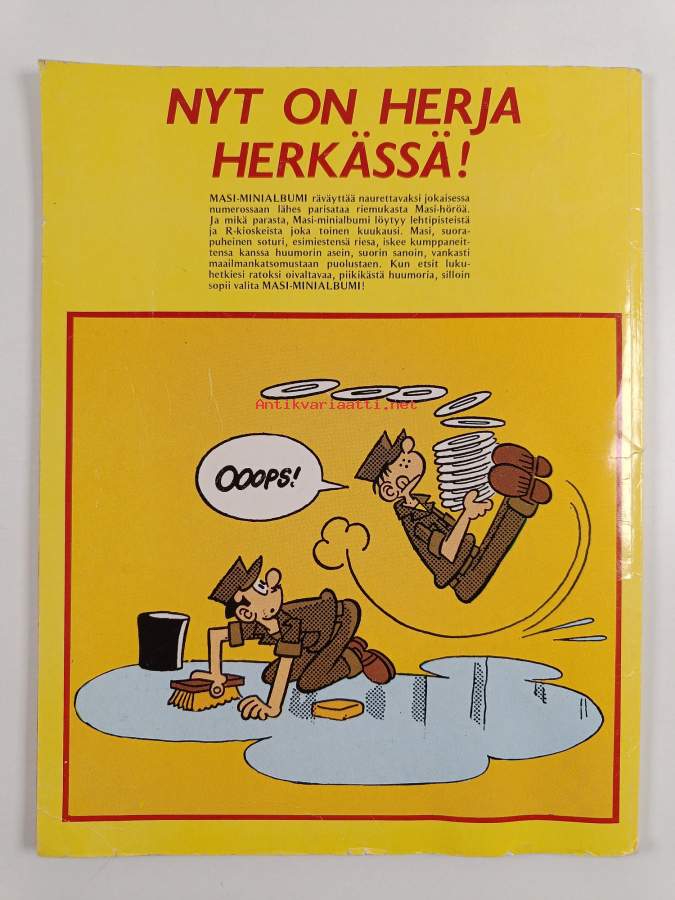 NYT ON HERJA
HERKÄSSÄ!
MASI-MINIALBUMI räväyttää naurettavaksi jokaisessa
numerossaan lähes parisataa riemukasta Masi-höröä.
Ja mikä parasta, Masi-minialbumi löytyy lehtipisteistä
ja R-kioskeista joka toinen kuukausi. Masi, suora-
puheinen soturi, esimiestensä riesa, iskee kumppaneit-
tensa kanssa huumorin asein, suorin sanoin, vankasti
maailmankatsomustaan puolustaen. Kun etsit luku-
hetkiesi ratoksi oivaltavaa, piikikästä huumoria, silloin
sopii valita MASI-MINIALBUMI!
Antikvariaatti.net
OOOPS!